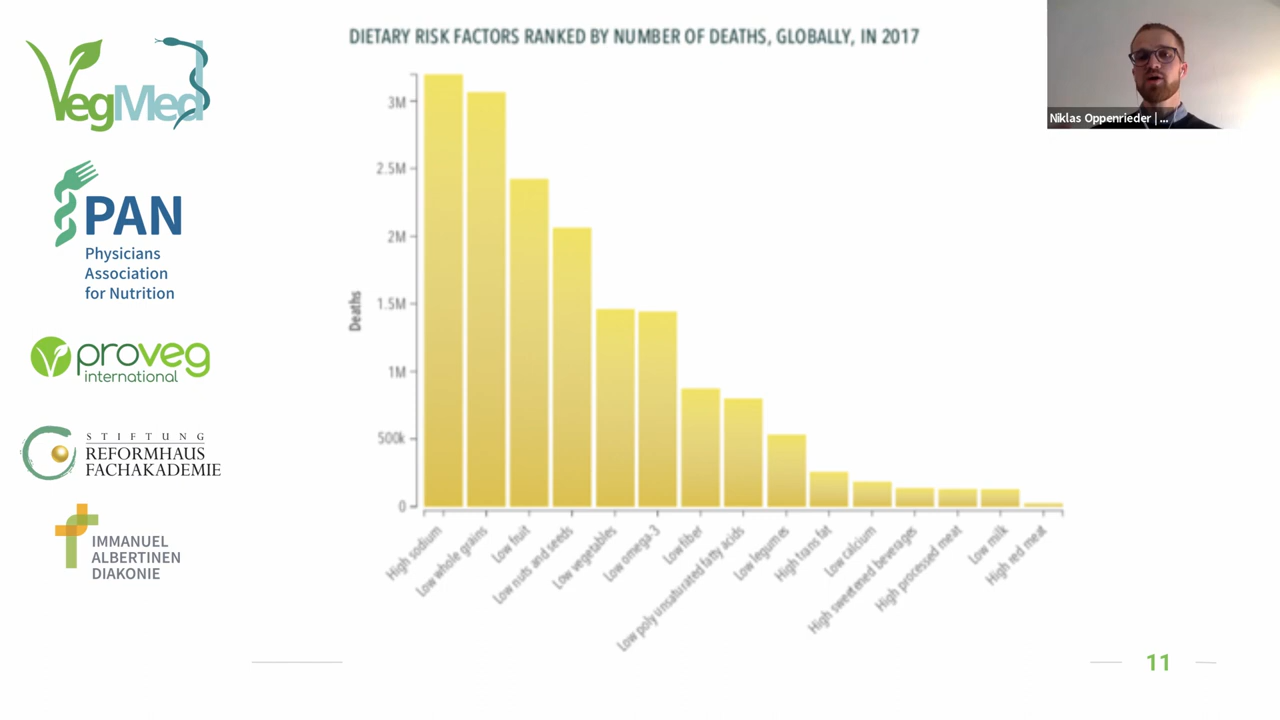 DIETARY RISK FACTORS RANKED BY NUMBER OF DEATHS, GLOBALLY, IN 2017
VegMed
PAN
Physicians
Association
for Nutrition
proveg
international
STIFTUNG
REFORMHAUS
FACHAKADEMIE
IMMANUEL
ALBERTINEN
DIAKONIE
Deaths
3M
2.5M
2M
1.5M
1M
500k
0
High sodium
Low whole grains
Low fruit
Low nuts and seeds
Low vegetables
Low omega-3
Low fiber
Low poly unsaturated fatty acids
Low legumes
High trans fat
Low calcium
High sweetened beverages
High processed meat
Low milk
High red meat
Niklas Oppenrieder | ...
11